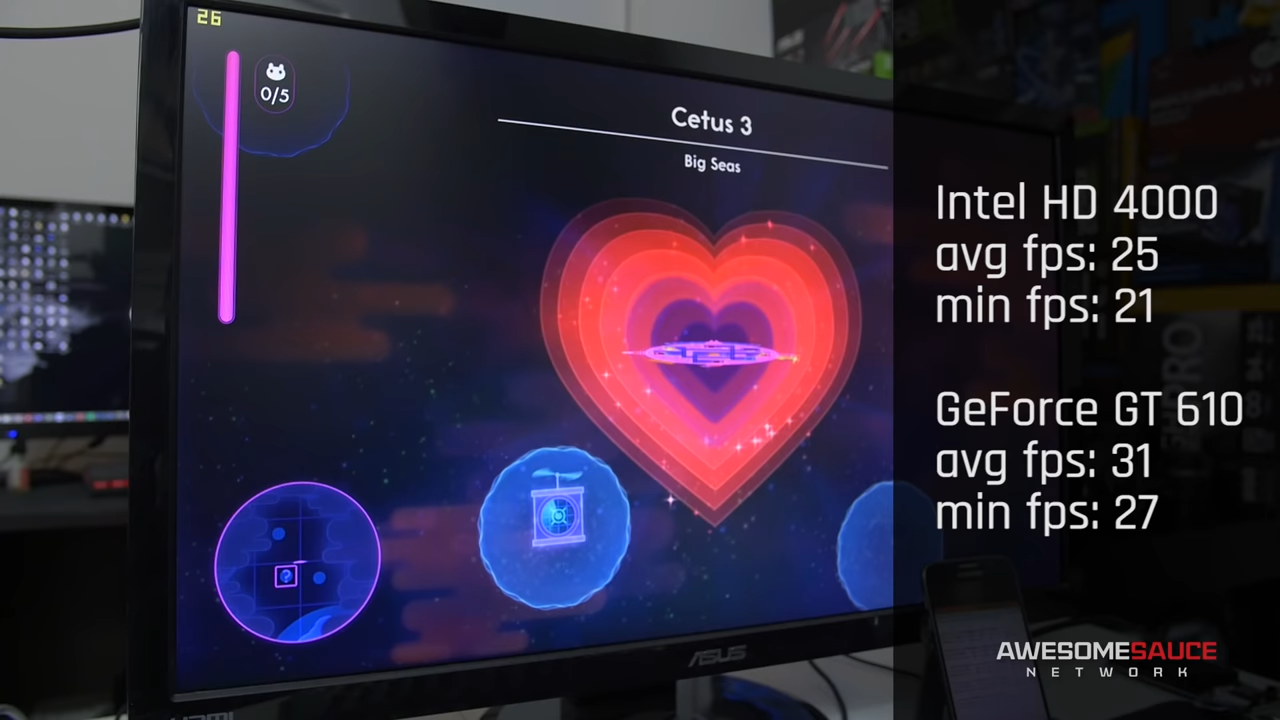 26
0/5
Cetus 3
Big Seas
Intel HD 4000
avg fps: 25
min fps: 21
GeForce GT 610
avg fps: 31
min fps: 27
ASUS
HDMI
AWESOMESAUCE
NETWORK